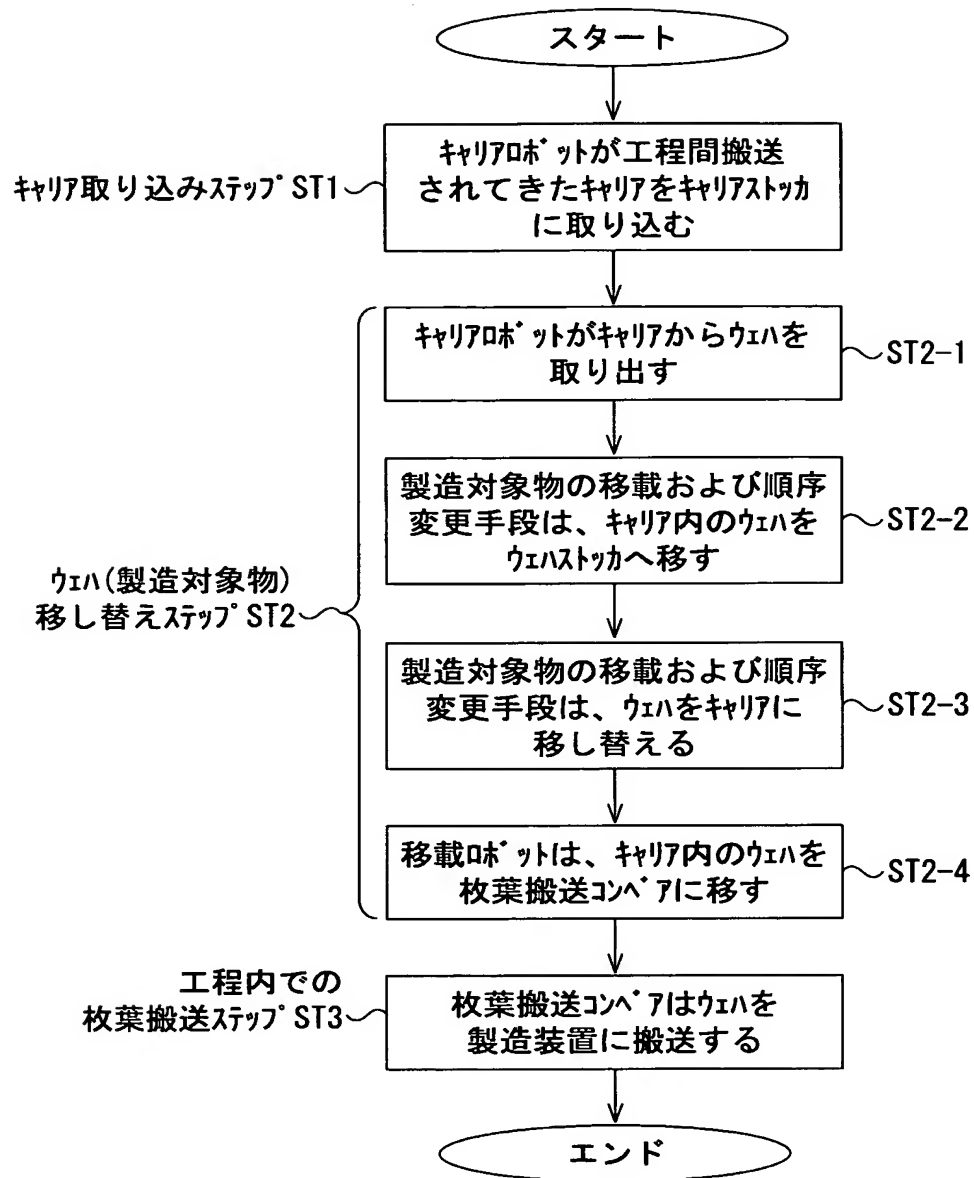 スタート
キャリア取り込みステップST1
キャリアロボットが工程間搬送
されてきたキャリアをキャリアストッカ
に取り込む
ウェハ(製造対象物)
移し替えステップST2
キャリアロボットがキャリアからウェハを
取り出す
ST2-1
製造対象物の移載および順序
変更手段は、キャリア内のウェハを
ウェハストッカへ移す
ST2-2
製造対象物の移載および順序
変更手段は、ウェハをキャリアに
移し替える
ST2-3
移載ロボットは、キャリア内のウェハを
枚葉搬送コンベアに移す
ST2-4
工程内での
枚葉搬送ステップST3
枚葉搬送コンベアはウェハを
製造装置に搬送する
エンド